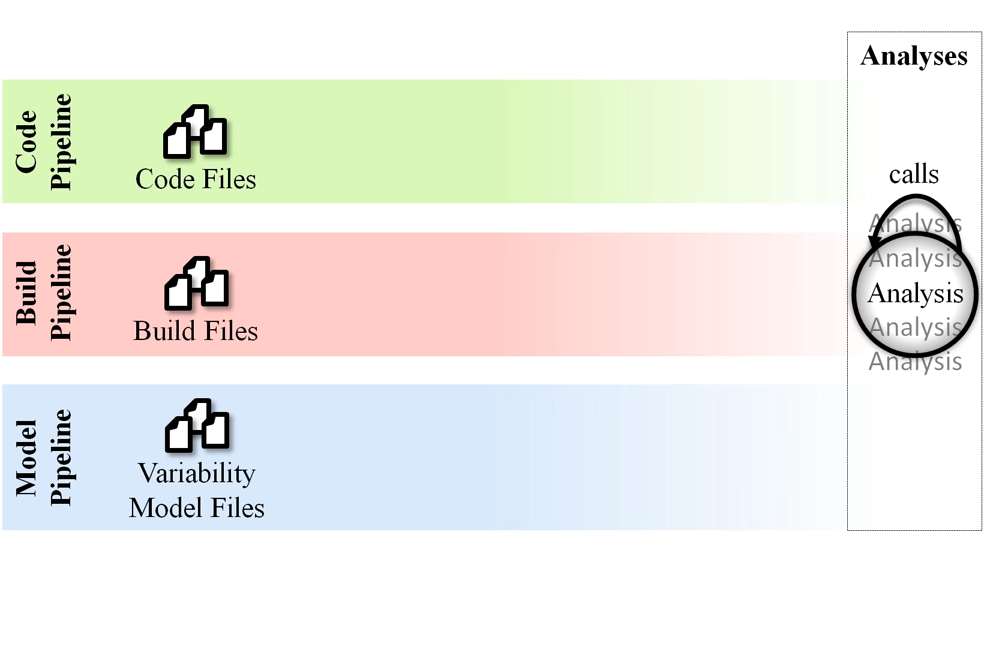 Analyses
Code
Pipeline
Code Files
calls
Analysis
Analysis
Analysis
Analysis
Analysis
Build
Pipeline
Build Files
Model
Pipeline
Variability
Model Files